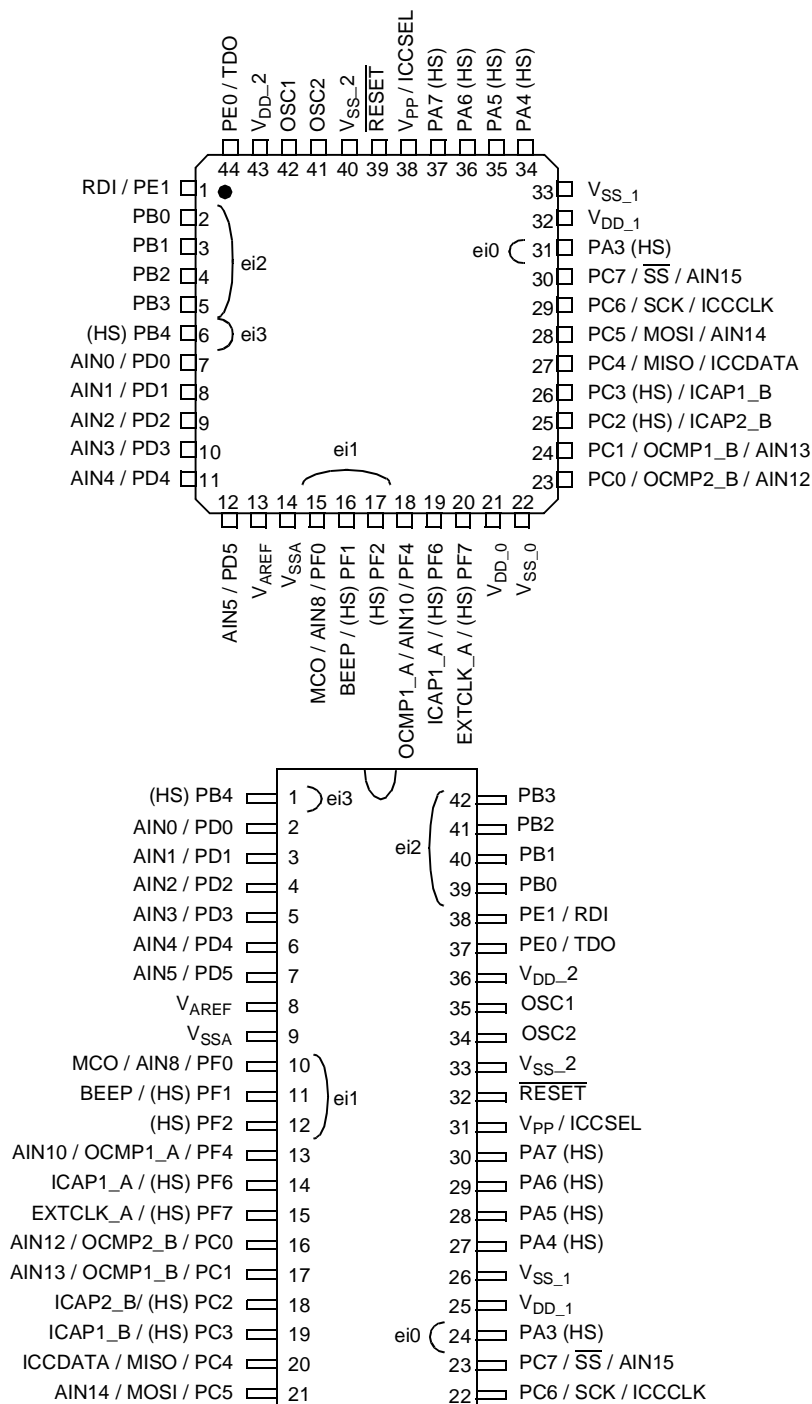 PE0 / TDO
VDD_2
OSC1
OSC2
VSS_2
RESET
VPP / ICCSEL
PA7 (HS)
PA6 (HS)
PA5 (HS)
PA4 (HS)
44 43 42 41 40 39 38 37 36 35 34
RDI / PE1 1
PB0 2
PB1 3
PB2 4
PB3 5
ei2
(HS) PB4 6 ei3
AIN0 / PD0 7
AIN1 / PD1 8
AIN2 / PD2 9
AIN3 / PD3 10
AIN4 / PD4 11
33 VSS_1
32 VDD_1
ei0 31 PA3 (HS)
30 PC7 / SS / AIN15
29 PC6 / SCK / ICCCLK
28 PC5 / MOSI / AIN14
27 PC4 / MISO / ICCDATA
26 PC3 (HS) / ICAP1_B
25 PC2 (HS) / ICAP2_B
24 PC1 / OCMP1_B / AIN13
23 PC0 / OCMP2_B / AIN12
ei1
12 13 14 15 16 17 18 19 20 21 22
AIN5 / PD5
VAREF
VSSA
MCO / AIN8 / PF0
BEEP / (HS) PF1
(HS) PF2
OCMP1_A / AIN10 / PF4
ICAP1_A / (HS) PF6
EXTCLK_A / (HS) PF7
VDD_0
VSS_0
(HS) PB4 1 ei3
AIN0 / PD0 2
AIN1 / PD1 3
AIN2 / PD2 4
AIN3 / PD3 5
AIN4 / PD4 6
AIN5 / PD5 7
VAREF 8
VSSA 9
MCO / AIN8 / PF0 10
BEEP / (HS) PF1 11 ei1
(HS) PF2 12
AIN10 / OCMP1_A / PF4 13
ICAP1_A / (HS) PF6 14
EXTCLK_A / (HS) PF7 15
AIN12 / OCMP2_B / PC0 16
AIN13 / OCMP1_B / PC1 17
ICAP2_B/ (HS) PC2 18
ICAP1_B / (HS) PC3 19
ICCDATA / MISO / PC4 20
AIN14 / MOSI / PC5 21
42 PB3
41 PB2
ei2
40 PB1
39 PB0
38 PE1 / RDI
37 PE0 / TDO
36 VDD_2
35 OSC1
34 OSC2
33 VSS_2
32 RESET
31 VPP / ICCSEL
30 PA7 (HS)
29 PA6 (HS)
28 PA5 (HS)
27 PA4 (HS)
26 VSS_1
25 VDD_1
ei0 24 PA3 (HS)
23 PC7 / SS / AIN15
22 PC6 / SCK / ICCCLK